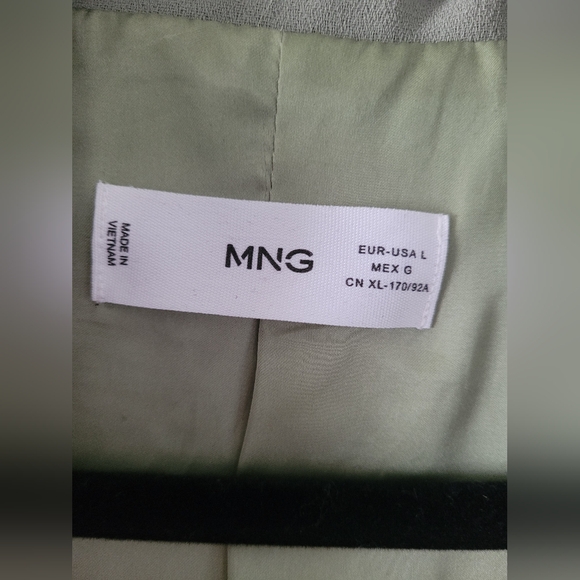 MADE IN
VIETNAM
MNG
EUR-USA L
MEX G
CN XL-170/92A